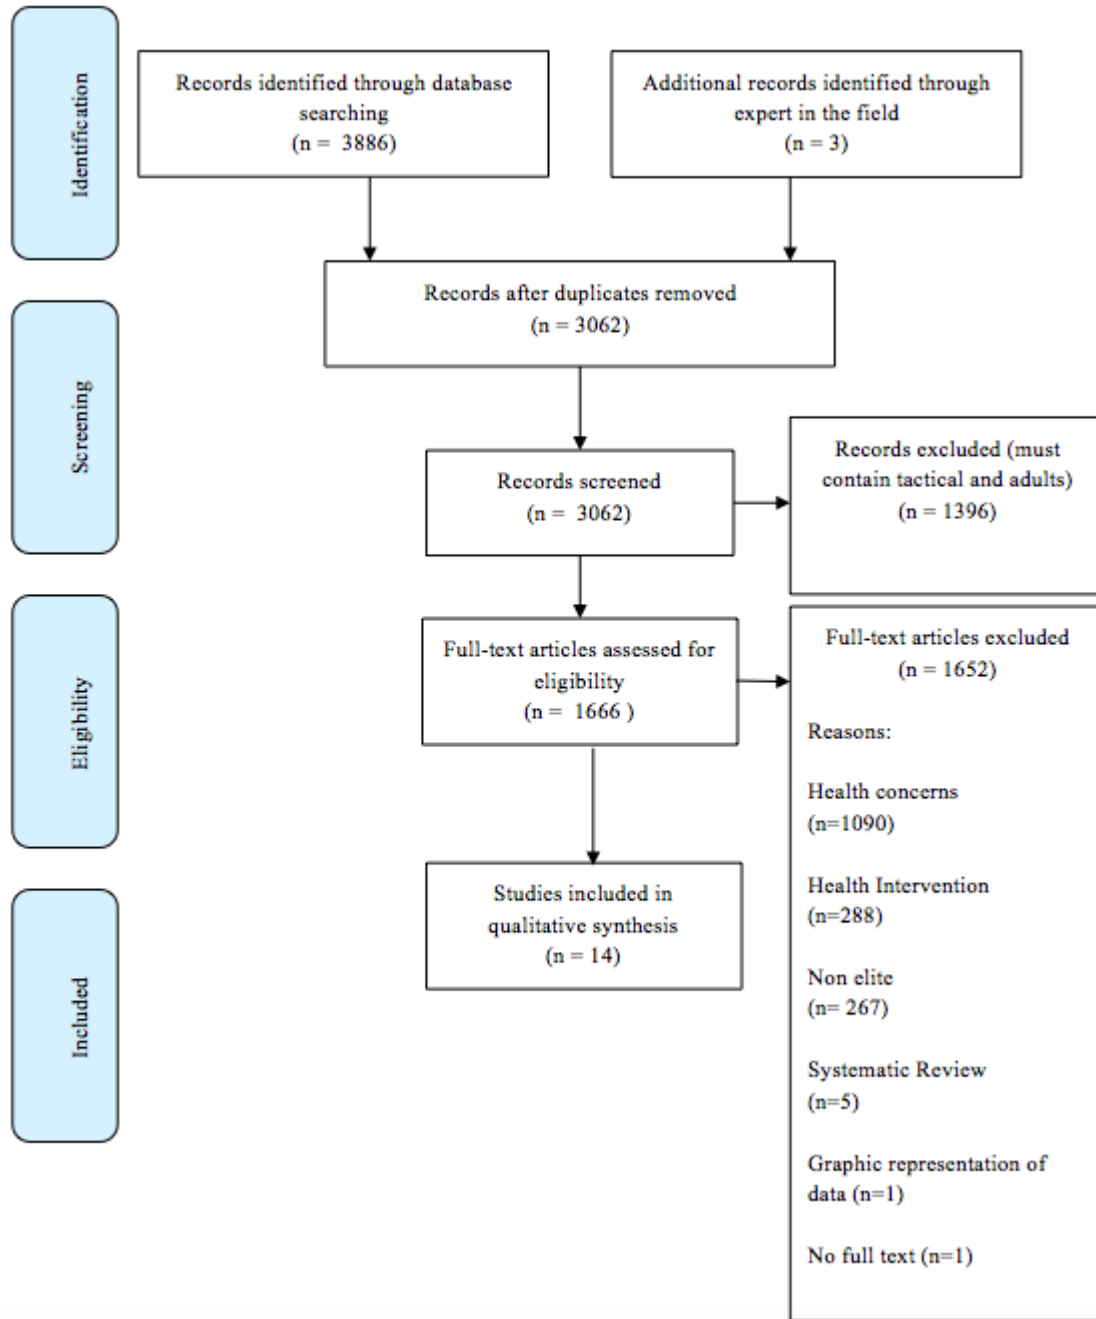 Identification
Records identified through database
searching
(n = 3886)
Additional records identified through
expert in the field
(n = 3)
Records after duplicates removed
(n = 3062)
Screening
Records screened
(n = 3062)
Records excluded (must
contain tactical and adults)
(n = 1396)
Eligibility
Full-text articles assessed for
eligibility
(n = 1666 )
Full-text articles excluded
(n = 1652)
Reasons:
Health concerns
(n=1090)
Health Intervention
(n=288)
Non elite
(n= 267)
Systematic Review
(n=5)
Graphic representation of
data (n=1)
No full text (n=1)
Included
Studies included in
qualitative synthesis
(n = 14)